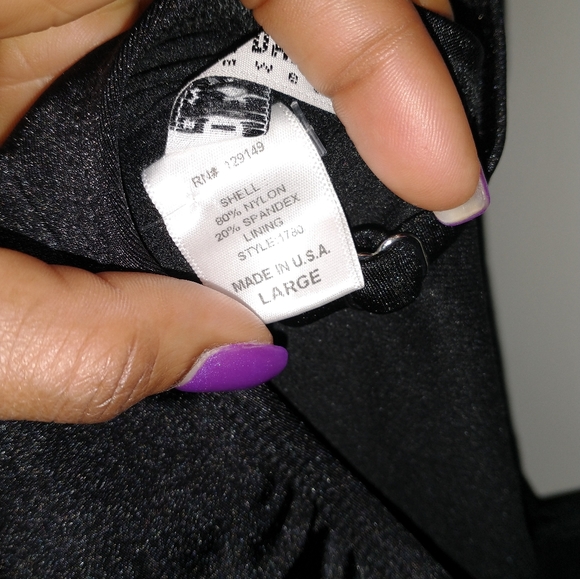 RN# 129149
SHELL
80% NYLON
20% SPANDEX
LINING
STYLE 1780
MADE IN U.S.A.
LARGE